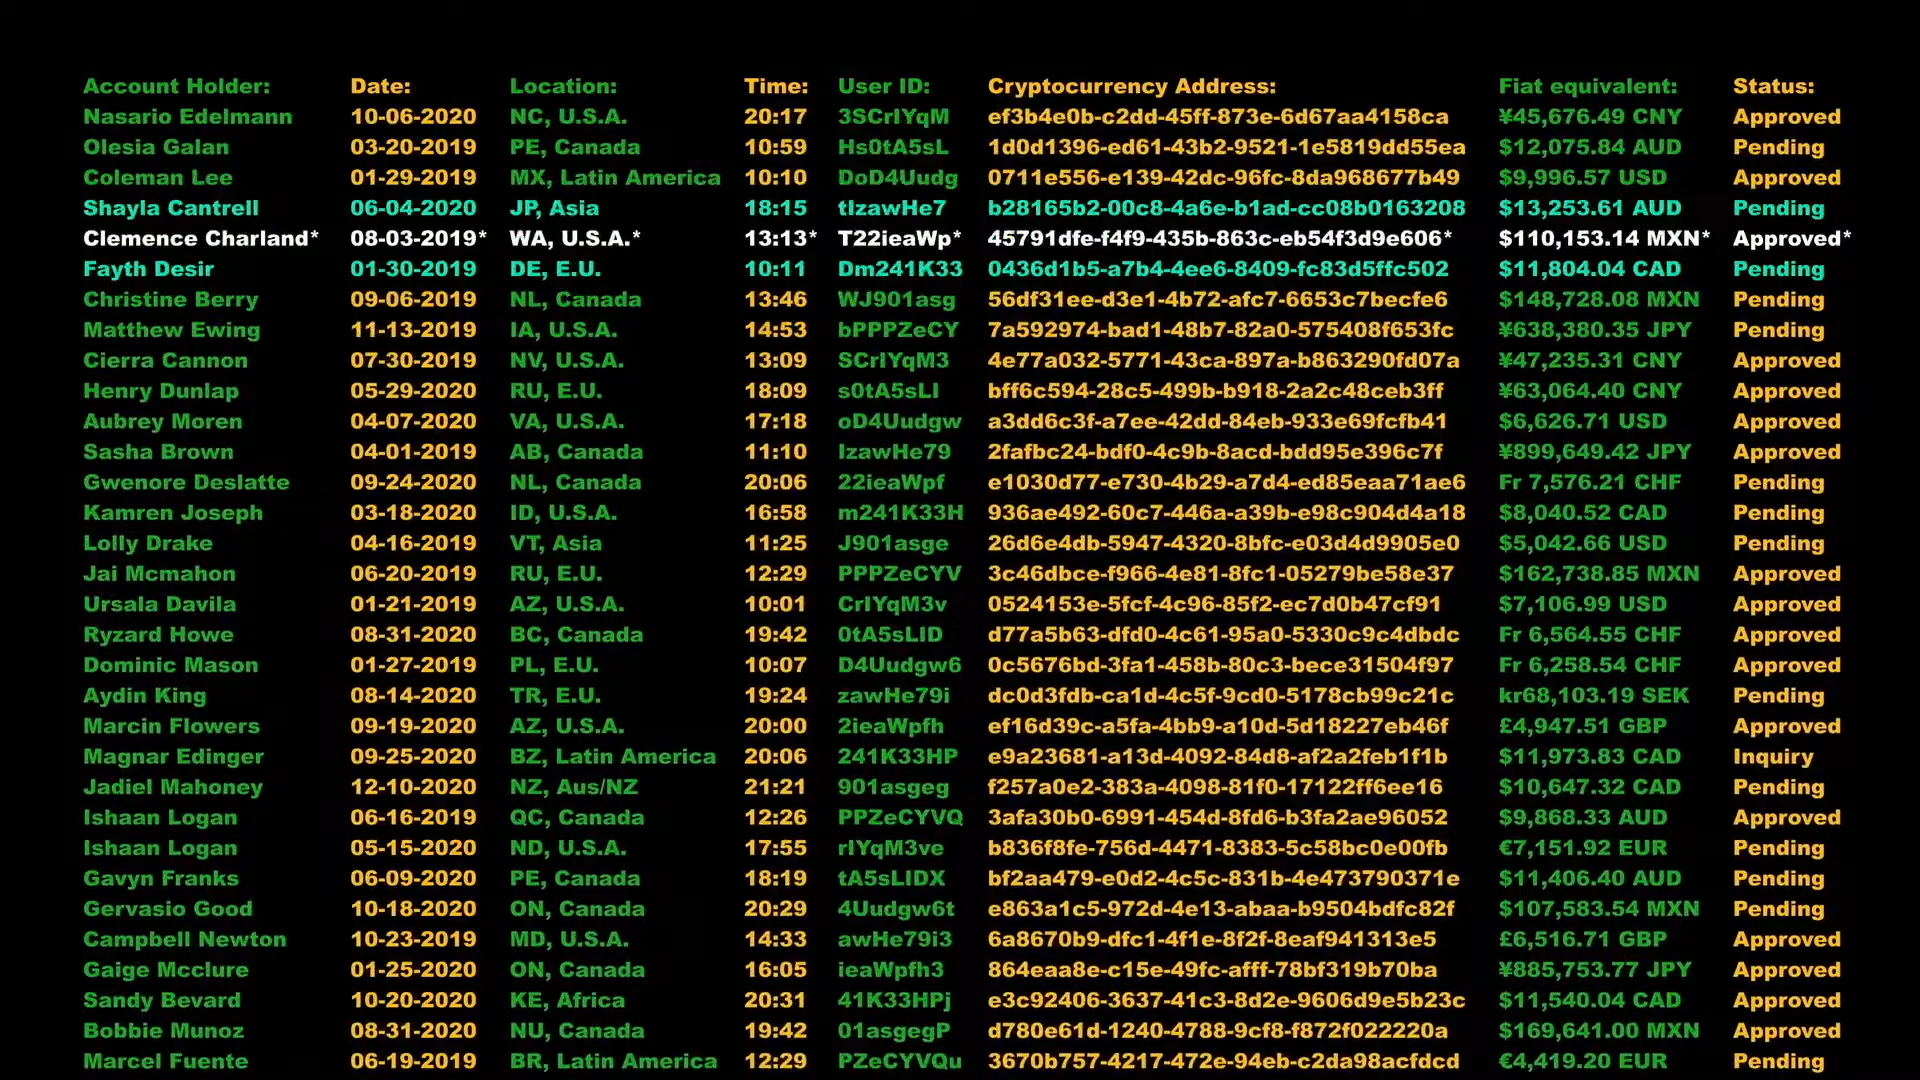 Account Holder: Date: Location: Time: User ID: Cryptocurrency Address: Fiat equivalent: Status:
Nasario Edelmann 10-06-2020 NC, U.S.A. 20:17 3SCrIYqM ef3b4e0b-c2dd-45ff-873e-6d67aa4158ca ¥45,676.49 CNY Approved
Olesia Galan 03-20-2019 PE, Canada 10:59 Hs0tA5sL 1d0d1396-ed61-43b2-9521-1e5819dd55ea $12,075.84 AUD Pending
Coleman Lee 01-29-2019 MX, Latin America 10:10 DoD4Uudg 0711e556-e139-42dc-96fc-8da968677b49 $9,996.57 USD Approved
Shayla Cantrell 06-04-2020 JP, Asia 18:15 tIzawHe7 b28165b2-00c8-4a6e-b1ad-cc08b0163208 $13,253.61 AUD Pending
Clemence Charland* 08-03-2019* WA, U.S.A.* 13:13* T22ieaWp* 45791dfe-f4f9-435b-863c-eb54f3d9e606* $110,153.14 MXN* Approved*
Fayth Desir 01-30-2019 DE, E.U. 10:11 Dm241K33 0436d1b5-a7b4-4ee6-8409-fc83d5ffc502 $11,804.04 CAD Pending
Christine Berry 09-06-2019 NL, Canada 13:46 WJ901asg 56df31ee-d3e1-4b72-afc7-6653c7becfe6 $148,728.08 MXN Pending
Matthew Ewing 11-13-2019 IA, U.S.A. 14:53 bPPPZeCY 7a592974-bad1-48b7-82a0-575408f653fc ¥638,380.35 JPY Pending
Cierra Cannon 07-30-2019 NV, U.S.A. 13:09 SCrIYqM3 4e77a032-5771-43ca-897a-b863290fd07a ¥47,235.31 CNY Approved
Henry Dunlap 05-29-2020 RU, E.U. 18:09 s0tA5sLI bff6c594-28c5-499b-b918-2a2c48ceb3ff ¥63,064.40 CNY Approved
Aubrey Moren 04-07-2020 VA, U.S.A. 17:18 oD4Uudgw a3dd6c3f-a7ee-42dd-84eb-933e69fcfb41 $6,626.71 USD Approved
Sasha Brown 04-01-2019 AB, Canada 11:10 IzawHe79 2fafbc24-bdf0-4c9b-8acd-bdd95e396c7f ¥899,649.42 JPY Approved
Gwenore Deslatte 09-24-2020 NL, Canada 20:06 22ieaWpf e1030d77-e730-4b29-a7d4-ed85eaa71ae6 Fr 7,576.21 CHF Pending
Kamren Joseph 03-18-2020 ID, U.S.A. 16:58 m241K33H 936ae492-60c7-446a-a39b-e98c904d4a18 $8,040.52 CAD Pending
Lolly Drake 04-16-2019 VT, Asia 11:25 J901asge 26d6e4db-5947-4320-8bfc-e03d4d9905e0 $5,042.66 USD Pending
Jai Mcmahon 06-20-2019 RU, E.U. 12:29 PPPZeCYV 3c46dbce-f966-4e81-8fc1-05279be58e37 $162,738.85 MXN Approved
Ursala Davila 01-21-2019 AZ, U.S.A. 10:01 CrIYqM3v 0524153e-5fcf-4c96-85f2-ec7d0b47cf91 $7,106.99 USD Approved
Ryzard Howe 08-31-2020 BC, Canada 19:42 0tA5sLID d77a5b63-dfd0-4c61-95a0-5330c9c4dbdc Fr 6,564.55 CHF Approved
Dominic Mason 01-27-2019 PL, E.U. 10:07 D4Uudgw6 0c5676bd-3fa1-458b-80c3-bece31504f97 Fr 6,258.54 CHF Approved
Aydin King 08-14-2020 TR, E.U. 19:24 zawHe79i dc0d3fdb-ca1d-4c5f-9cd0-5178cb99c21c kr68,103.19 SEK Pending
Marcin Flowers 09-19-2020 AZ, U.S.A. 20:00 2ieaWpfh ef16d39c-a5fa-4bb9-a10d-5d18227eb46f £4,947.51 GBP Approved
Magnar Edinger 09-25-2020 BZ, Latin America 20:06 241K33HP e9a23681-a13d-4092-84d8-af2a2feb1f1b $11,973.83 CAD Inquiry
Jadiel Mahoney 12-10-2020 NZ, Aus/NZ 21:21 901asgeg f257a0e2-383a-4098-81f0-17122ff6ee16 $10,647.32 CAD Pending
Ishaan Logan 06-16-2019 QC, Canada 12:26 PPZeCYVQ 3afa30b0-6991-454d-8fd6-b3fa2ae96052 $9,868.33 AUD Approved
Ishaan Logan 05-15-2020 ND, U.S.A. 17:55 rIYqM3ve b836f8fe-756d-4471-8383-5c58bc0e00fb €7,151.92 EUR Pending
Gavyn Franks 06-09-2020 PE, Canada 18:19 tA5sLIDX bf2aa479-e0d2-4c5c-831b-4e473790371e $11,406.40 AUD Pending
Gervasio Good 10-18-2020 ON, Canada 20:29 4Uudgw6t e863a1c5-972d-4e13-abaa-b9504bdfc82f $107,583.54 MXN Pending
Campbell Newton 10-23-2019 MD, U.S.A. 14:33 awHe79i3 6a8670b9-dfc1-4f1e-8f2f-8eaf941313e5 £6,516.71 GBP Approved
Gaige Mcclure 01-25-2020 ON, Canada 16:05 ieaWpfh3 864eaa8e-c15e-49fc-afff-78bf319b70ba ¥885,753.77 JPY Approved
Sandy Bevard 10-20-2020 KE, Africa 20:31 41K33HPj e3c92406-3637-41c3-8d2e-9606d9e5b23c $11,540.04 CAD Approved
Bobbie Munoz 08-31-2020 NU, Canada 19:42 01asgegP d780e61d-1240-4788-9cf8-f872f022220a $169,641.00 MXN Approved
Marcel Fuente 06-19-2019 BR, Latin America 12:29 PZeCYVQu 3670b757-4217-472e-94eb-c2da98acfdcd €4,419.20 EUR Pending